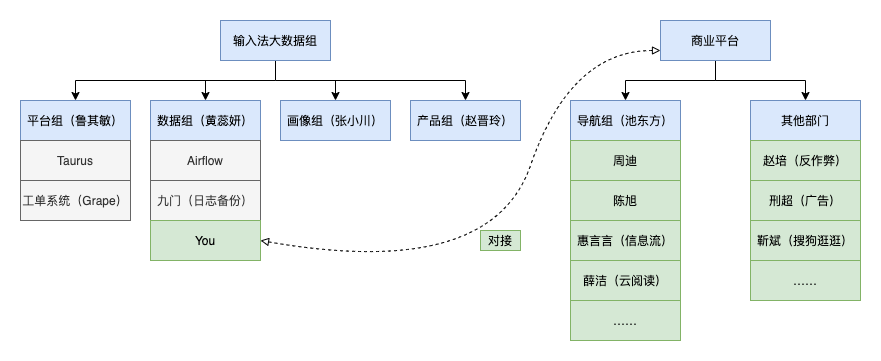 输入法大数据组
商业平台
平台组（鲁其敏）
数据组（黄蕊妍）
画像组（张小川）
产品组（赵晋玲）
导航组（池东方）
其他部门
Taurus
Airflow
周迪
赵培（反作弊）
工单系统（Grape）
九门（日志备份）
陈旭
刑超（广告）
You
对接
惠言言（信息流）
靳斌（搜狗逛逛）
薛洁（云阅读）
……
……